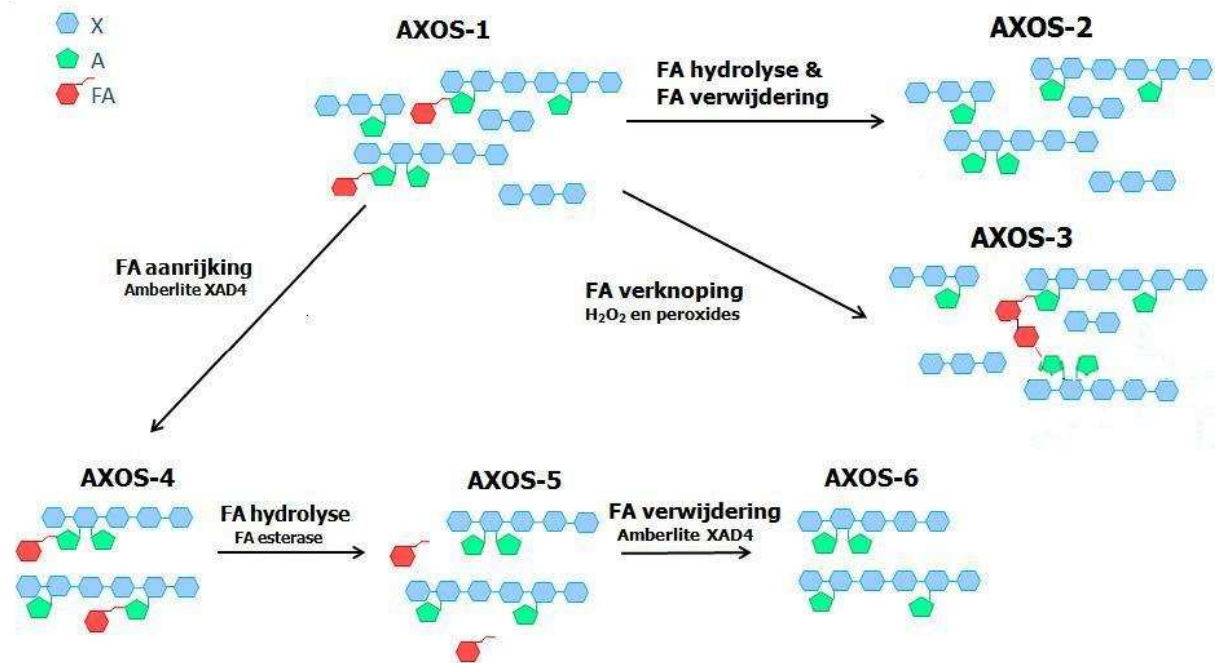 X
A
FA
AXOS-1
AXOS-2
FA hydrolyse &
FA verwijdering
AXOS-3
FA aanrijking
Amberlite XAD4
FA verknoping
H₂O₂ en peroxides
AXOS-4
AXOS-5
AXOS-6
FA hydrolyse
FA esterase
FA verwijdering
Amberlite XAD4